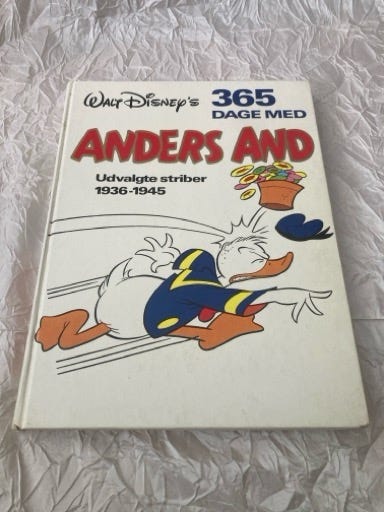 WALT DISNEY'S 365
DAGE MED
ANDERS AND
Udvalgte striber
1936-1945